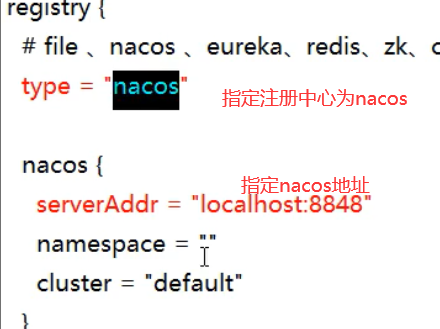 registry {
# file 、nacos 、eureka、redis、zk、
type = "nacos"
指定注册中心为nacos
nacos {
指定nacos地址
serverAddr = "localhost:8848"
namespace = ""
cluster = "default"
}